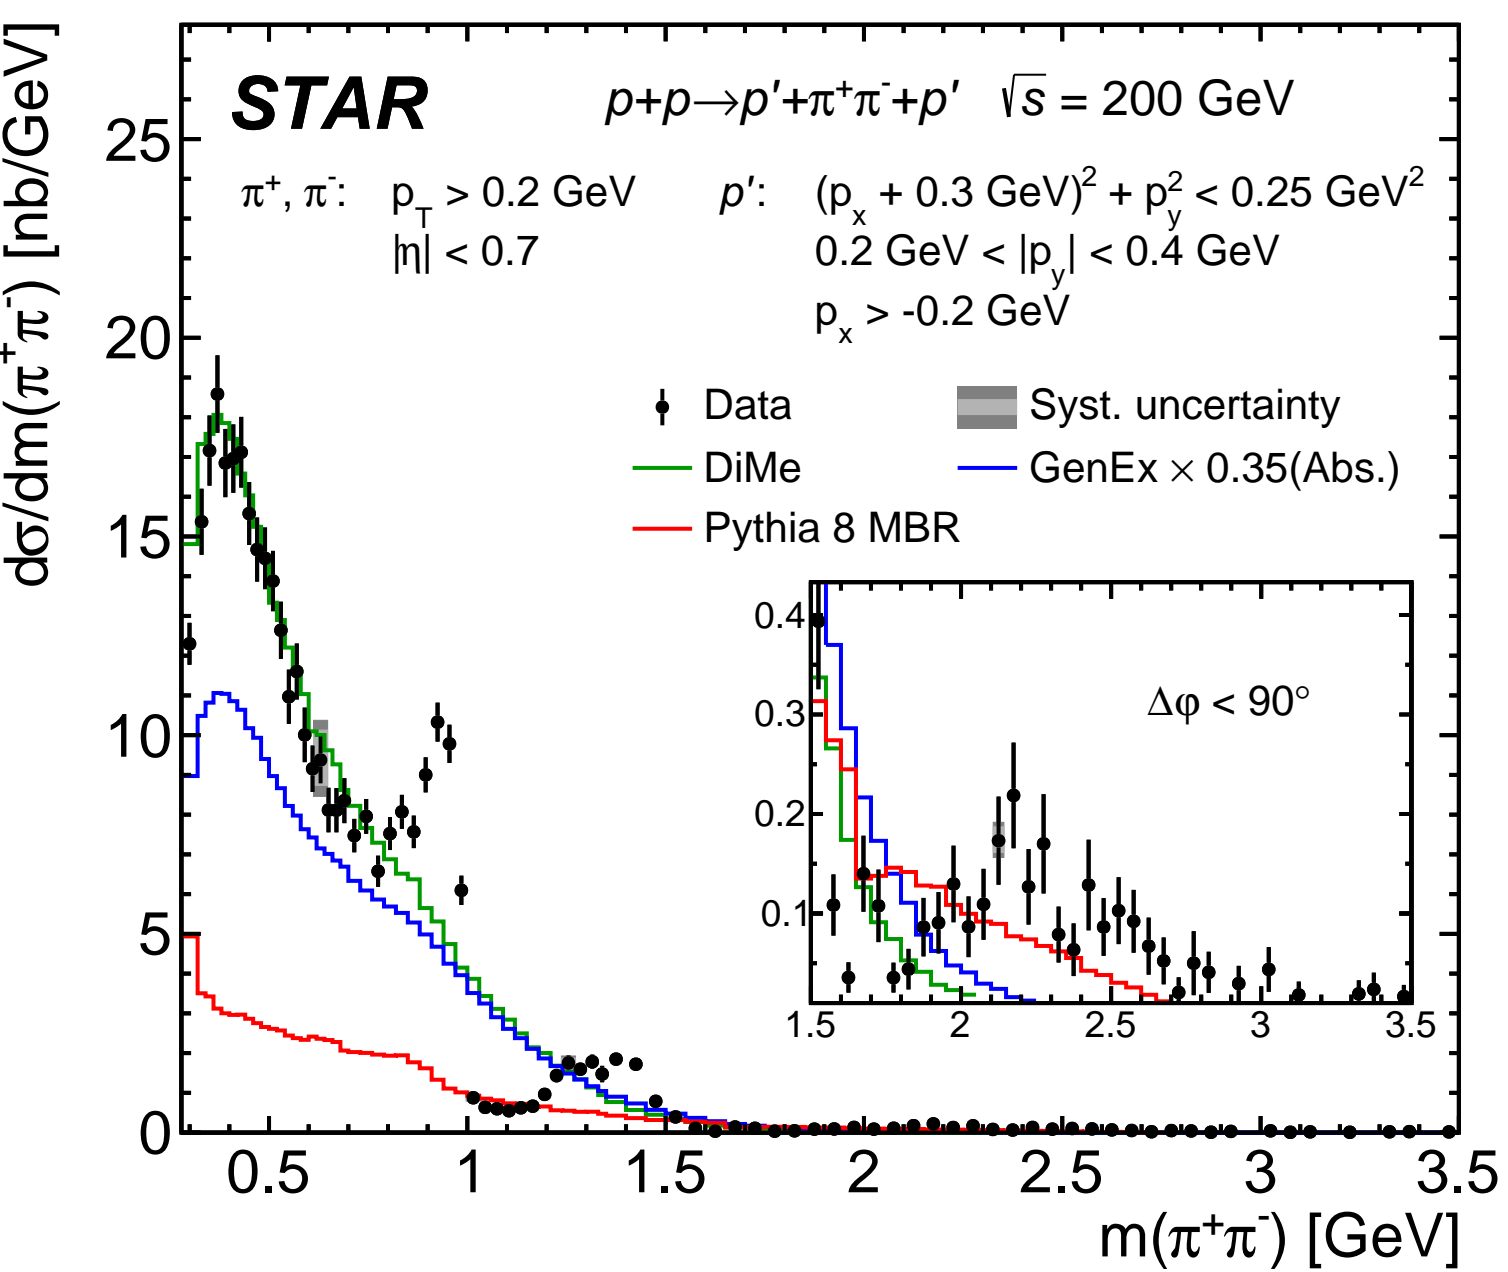 dσ/dm(π⁺π⁻) [nb/GeV]
STAR
p+p→p′+π⁺π⁻+p′ √s = 200 GeV
π⁺, π⁻: p_T > 0.2 GeV p′: (p_x + 0.3 GeV)² + p_y² < 0.25 GeV²
|η| < 0.7 0.2 GeV < |p_y| < 0.4 GeV
p_x > -0.2 GeV
Data Syst. uncertainty
DiMe GenEx × 0.35(Abs.)
Pythia 8 MBR
25
20
15
10
5
0
0.5 1 1.5 2 2.5 3 3.5
m(π⁺π⁻) [GeV]
Δφ < 90°
0.4
0.3
0.2
0.1
1.5 2 2.5 3 3.5